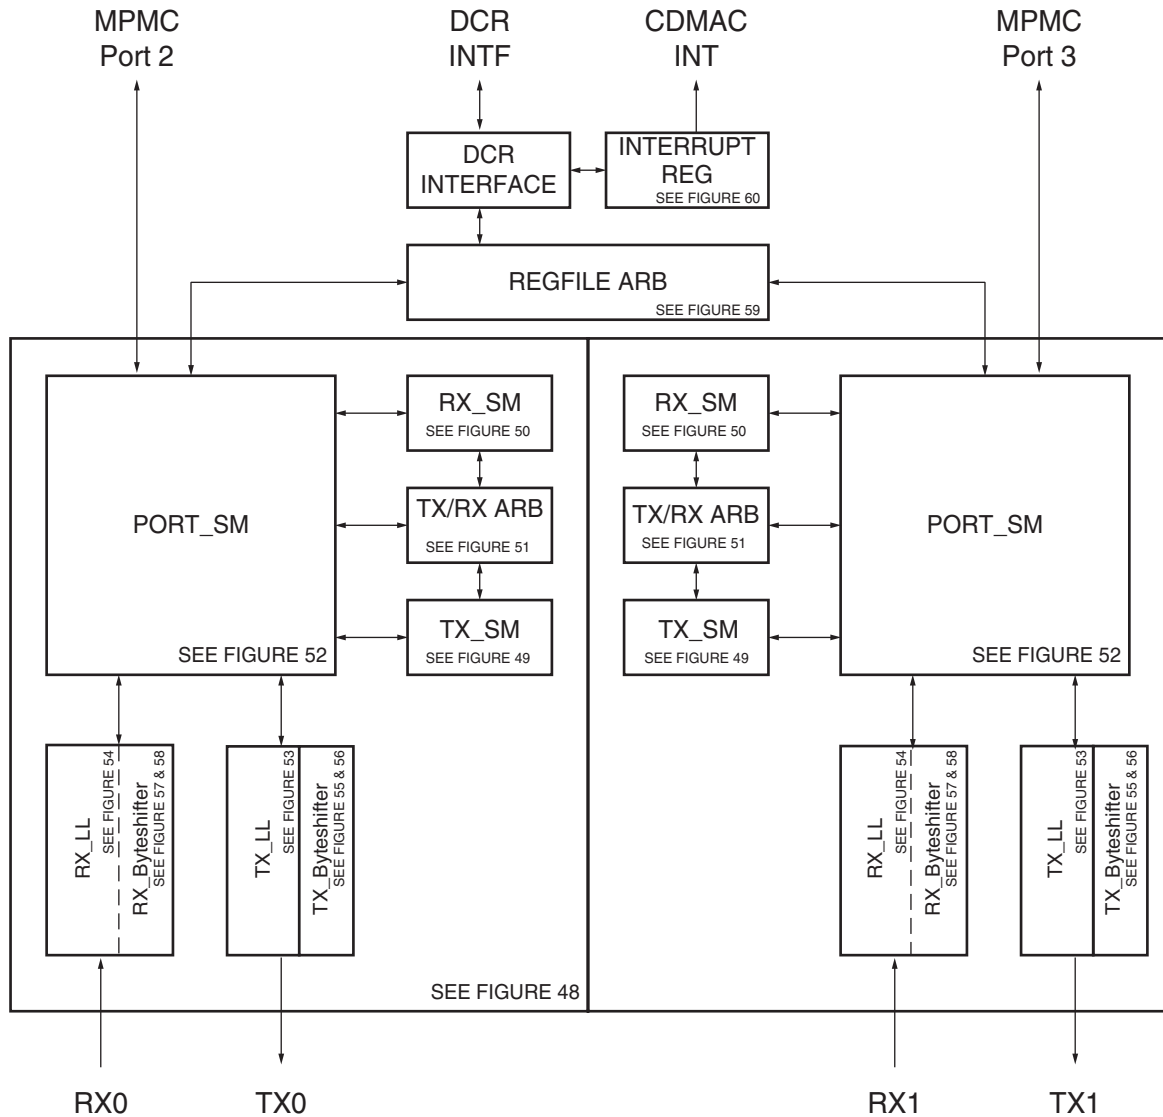 MPMC
Port 2
DCR
INTF
CDMAC
INT
MPMC
Port 3
DCR
INTERFACE
INTERRUPT
REG
SEE FIGURE 60
REGFILE ARB
SEE FIGURE 59
PORT_SM
SEE FIGURE 52
RX_SM
SEE FIGURE 50
TX/RX ARB
SEE FIGURE 51
TX_SM
SEE FIGURE 49
RX_SM
SEE FIGURE 50
TX/RX ARB
SEE FIGURE 51
TX_SM
SEE FIGURE 49
PORT_SM
SEE FIGURE 52
RX_LL
SEE FIGURE 54
RX_Byteshifter
SEE FIGURE 57 & 58
TX_LL
SEE FIGURE 53
TX_Byteshifter
SEE FIGURE 55 & 56
SEE FIGURE 48
RX_LL
SEE FIGURE 54
RX_Byteshifter
SEE FIGURE 57 & 58
TX_LL
SEE FIGURE 53
TX_Byteshifter
SEE FIGURE 55 & 56
RX0
TX0
RX1
TX1